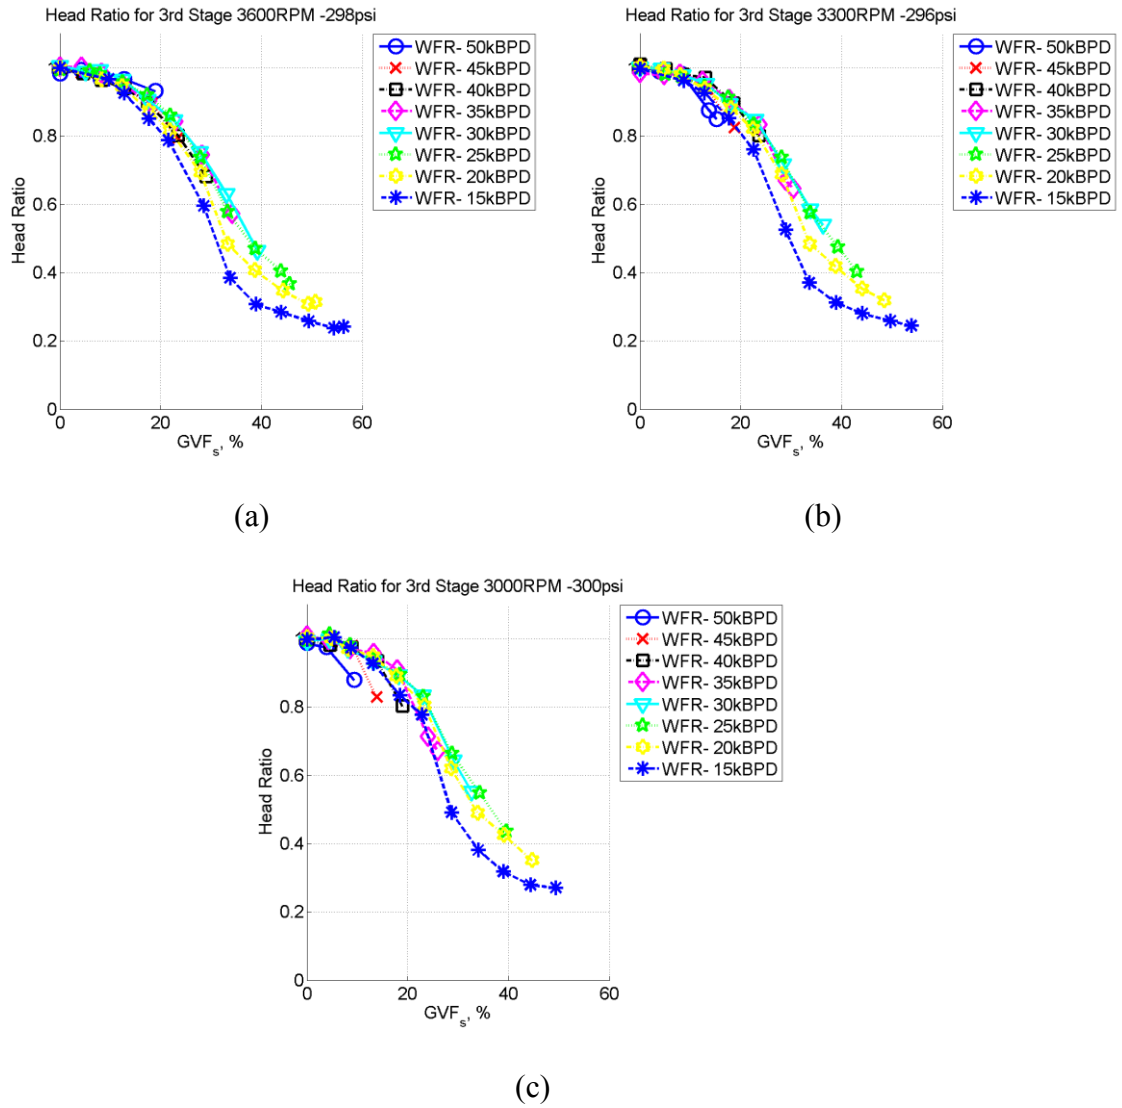 Head Ratio for 3rd Stage 3600RPM -298psi
WFR- 50kBPD
WFR- 45kBPD
WFR- 40kBPD
WFR- 35kBPD
WFR- 30kBPD
WFR- 25kBPD
WFR- 20kBPD
WFR- 15kBPD
Head Ratio
0.8
0.6
0.4
0.2
0
0 20 40 60
GVFs, %
(a)
Head Ratio for 3rd Stage 3300RPM -296psi
WFR- 50kBPD
WFR- 45kBPD
WFR- 40kBPD
WFR- 35kBPD
WFR- 30kBPD
WFR- 25kBPD
WFR- 20kBPD
WFR- 15kBPD
Head Ratio
0.8
0.6
0.4
0.2
0
0 20 40 60
GVFs, %
(b)
Head Ratio for 3rd Stage 3000RPM -300psi
WFR- 50kBPD
WFR- 45kBPD
WFR- 40kBPD
WFR- 35kBPD
WFR- 30kBPD
WFR- 25kBPD
WFR- 20kBPD
WFR- 15kBPD
Head Ratio
0.8
0.6
0.4
0.2
0
0 20 40 60
GVFs, %
(c)